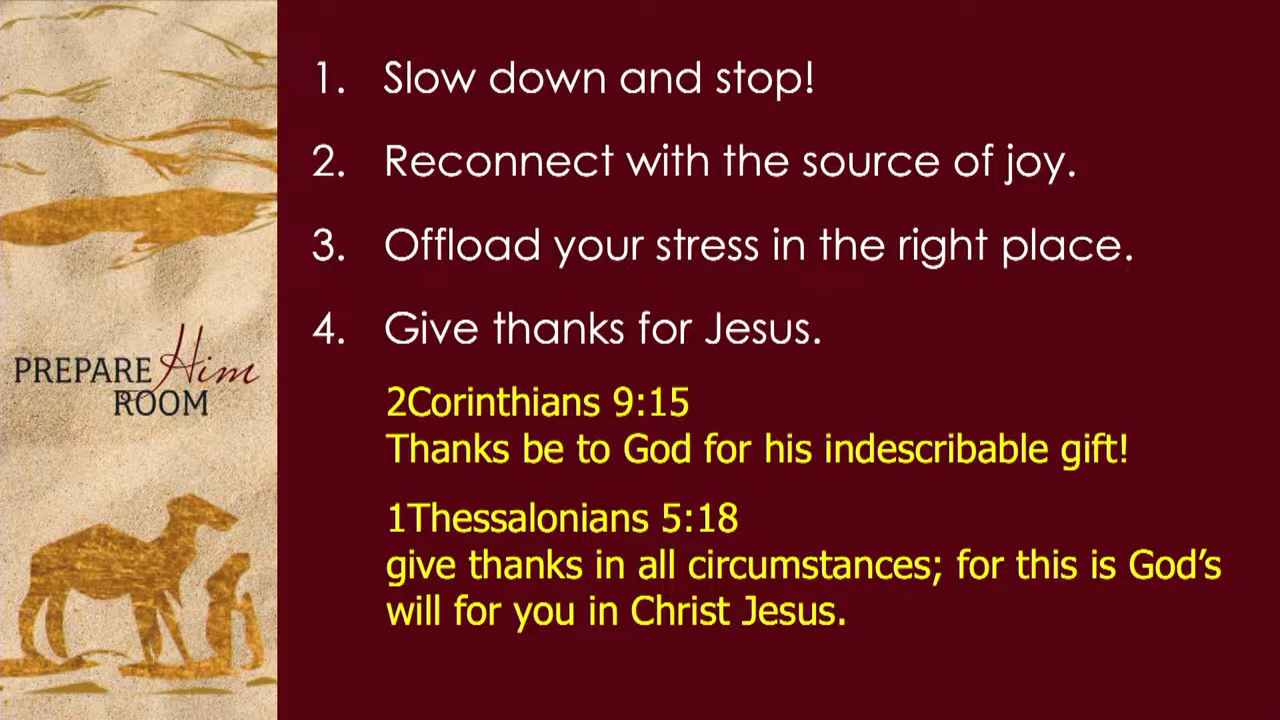 PREPARE Him
ROOM
1. Slow down and stop!
2. Reconnect with the source of joy.
3. Offload your stress in the right place.
4. Give thanks for Jesus.
2Corinthians 9:15
Thanks be to God for his indescribable gift!
1Thessalonians 5:18
give thanks in all circumstances; for this is God’s
will for you in Christ Jesus.